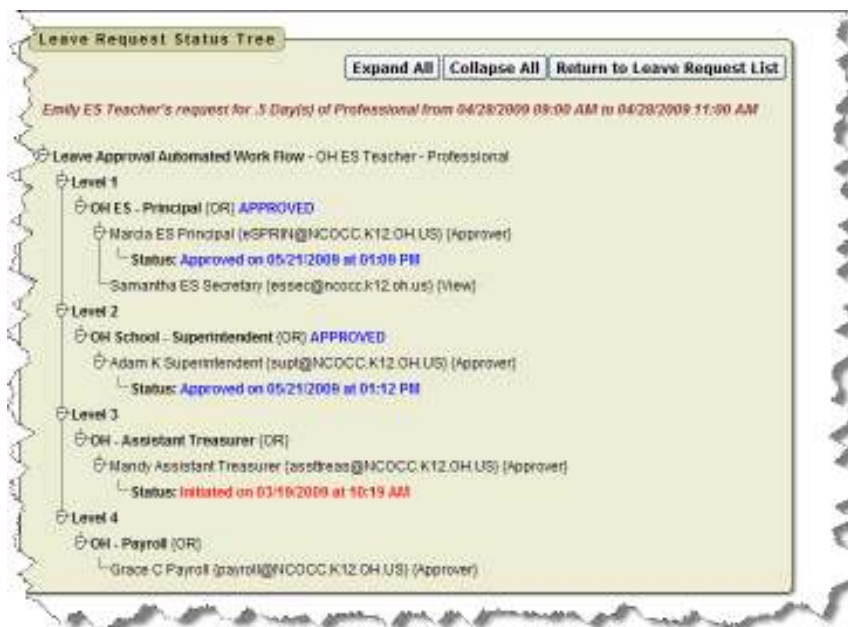 Leave Request Status Tree
Expand All Collapse All Return to Leave Request List
Emily ES Teacher's request for .5 Day(s) of Professional from 04/28/2009 09:00 AM to 04/28/2009 11:00 AM
Leave Approval Automated Work Flow - OH ES Teacher - Professional
Level 1
OH ES - Principal (OR) APPROVED
Marcia ES Principal (eSPRIN@NCOCC.K12.OH.US) (Approver)
Status: Approved on 05/21/2009 at 01:09 PM
Samantha ES Secretary (essec@ncocc.k12.oh.us) (View)
Level 2
OH School - Superintendent (OR) APPROVED
Adam K Superintendent (supt@NCOCC.K12.OH.US) (Approver)
Status: Approved on 05/21/2009 at 01:12 PM
Level 3
OH - Assistant Treasurer (OR)
Mandy Assistant Treasurer (assttreas@NCOCC.K12.OH.US) (Approver)
Status: Initiated on 03/19/2009 at 10:19 AM
Level 4
OH - Payroll (OR)
Grace C Payroll (payroll@NCOCC.K12.OH.US) (Approver)